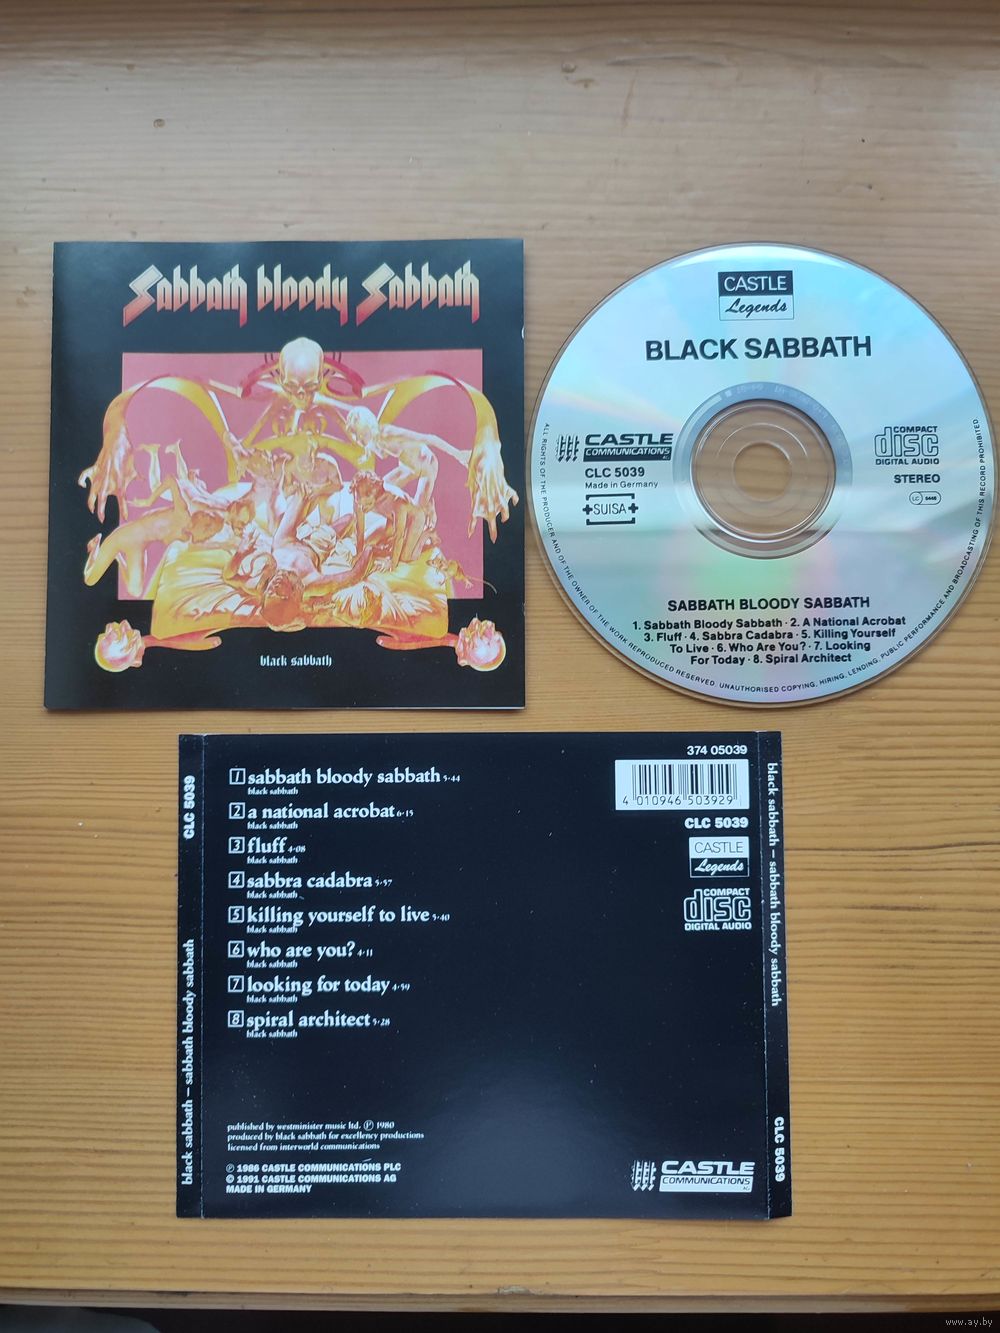 Sabbath bloody Sabbath
black sabbath
CASTLE
Legends
BLACK SABBATH
CASTLE
COMMUNICATIONS
AG
CLC 5039
Made in Germany
SUISA
COMPACT
disc
DIGITAL AUDIO
STEREO
LC 6448
SABBATH BLOODY SABBATH
1. Sabbath Bloody Sabbath · 2. A National Acrobat
3. Fluff · 4. Sabbra Cadabra · 5. Killing Yourself
To Live · 6. Who Are You? · 7. Looking
For Today · 8. Spiral Architect
ALL RIGHTS OF THE PRODUCER AND OF THE OWNER OF THE WORK REPRODUCED RESERVED. UNAUTHORISED COPYING, HIRING, LENDING, PUBLIC PERFORMANCE AND BROADCASTING OF THIS RECORD PROHIBITED
CLC 5039
black sabbath – sabbath bloody sabbath
1 sabbath bloody sabbath 5·44
black sabbath
2 a national acrobat 6·15
black sabbath
3 fluff 4·08
black sabbath
4 sabbra cadabra 5·57
black sabbath
5 killing yourself to live 5·40
black sabbath
6 who are you? 4·11
black sabbath
7 looking for today 4·59
black sabbath
8 spiral architect 5·28
black sabbath
374 05039
4 010946 503929
CLC 5039
CASTLE
Legends
COMPACT
disc
DIGITAL AUDIO
published by westminister music ltd. ℗ 1980
produced by black sabbath for excellency productions
licensed from interworld communications
℗ 1986 CASTLE COMMUNICATIONS PLC
© 1991 CASTLE COMMUNICATIONS AG
MADE IN GERMANY
CASTLE
COMMUNICATIONS
AG
black sabbath – sabbath bloody sabbath
CLC 5039
www.ay.by